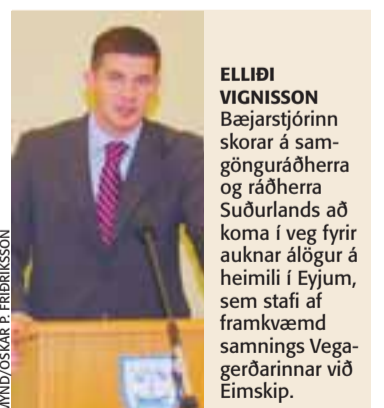 ELLIÐI
VIGNISSON
Bæjarstjórinn
skorar á sam-
gönguráðherra
og ráðherra
Suðurlands að
koma í veg fyrir
auknar álögur á
heimili í Eyjum,
sem stafi af
framkvæmd
samnings Vega-
gerðarinnar við
Eimskip.
MYND/ÓSKAR P. FRIÐRIKSSON